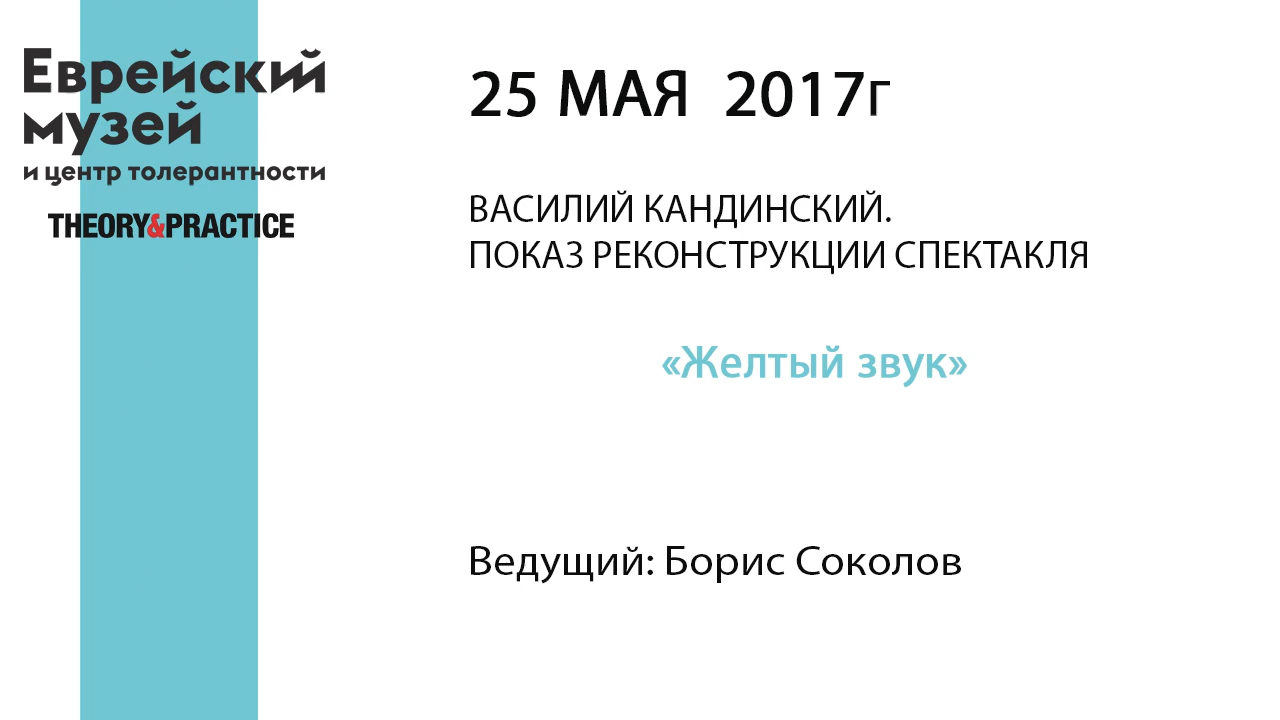 Еврейский
музей
и центр толерантности
THEORY&PRACTICE
25 МАЯ 2017г
ВАСИЛИЙ КАНДИНСКИЙ.
ПОКАЗ РЕКОНСТРУКЦИИ СПЕКТАКЛЯ
«Желтый звук»
Ведущий: Борис Соколов